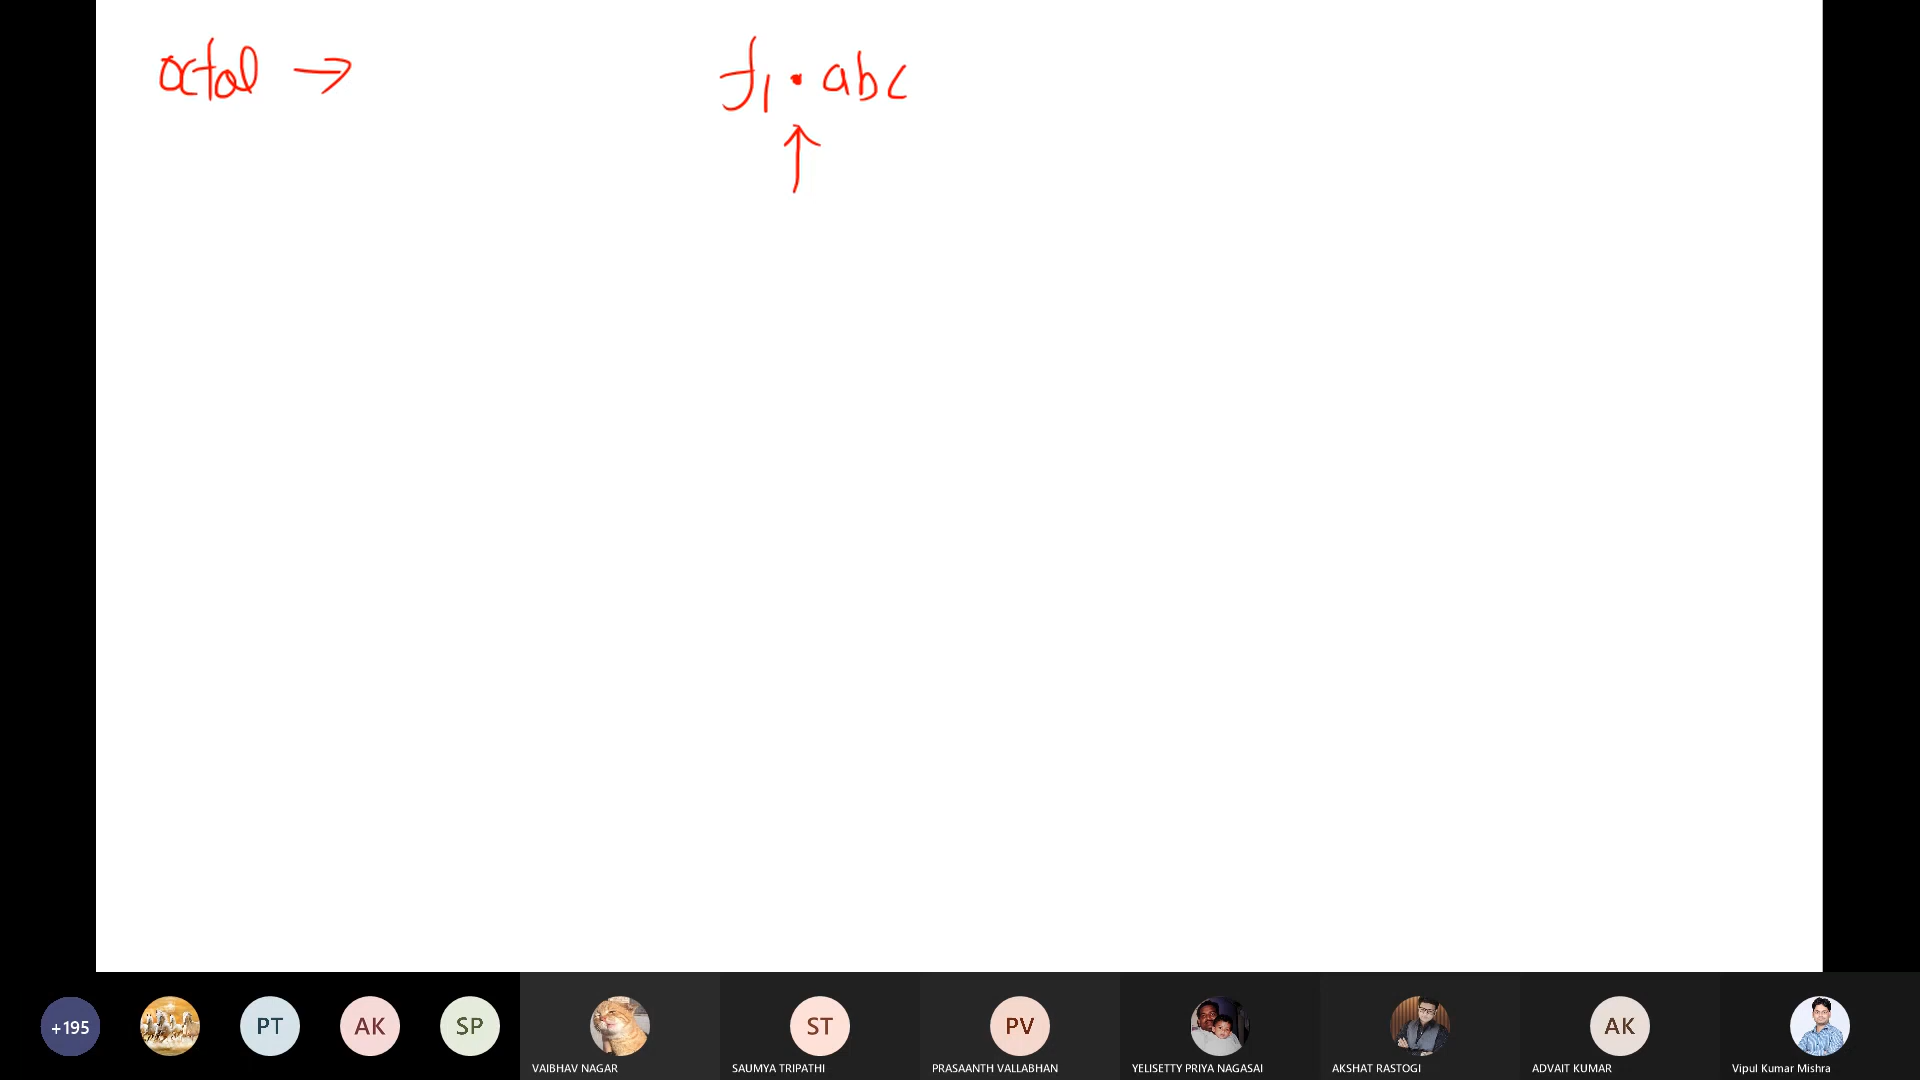 octal → f1 . abc
↑
+195 PT AK SP ST PV AK
VAIBHAV NAGAR SAUMYA TRIPATHI PRASAANTH VALLABHAN YELISETTY PRIYA NAGASAI AKSHAT RASTOGI ADVAIT KUMAR Vipul Kumar Mishra